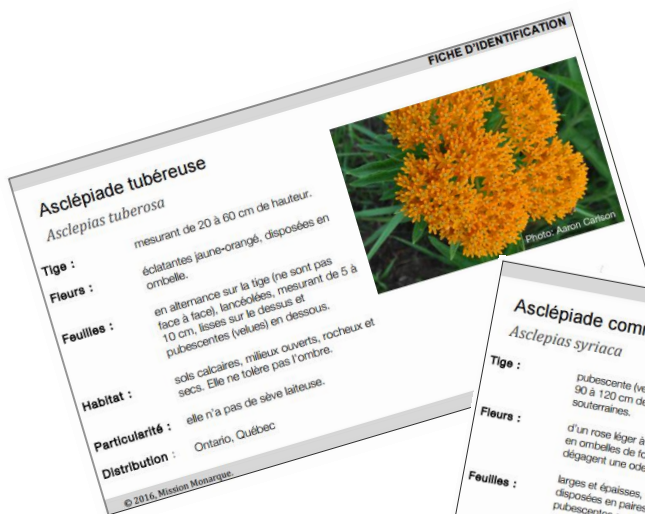 FICHE D'IDENTIFICATION
Asclépiade tubéreuse
Asclepias tuberosa
Tige : mesurant de 20 à 60 cm de hauteur.
Fleurs : éclatantes jaune-orangé, disposées en
ombelle.
Feuilles : en alternance sur la tige (ne sont pas
face à face), lancéolées, mesurant de 5 à
10 cm, lisses sur le dessus et
pubescentes (velues) en dessous.
Habitat : sols calcaires, milieux ouverts, rocheux et
secs. Elle ne tolère pas l'ombre.
Particularité : elle n'a pas de sève laiteuse.
Distribution : Ontario, Québec
© 2016, Mission Monarque.
Photo: Aaron Carlson
Asclépiade com
Asclepias syriaca
Tige :
pubescente (ve
90 à 120 cm de
souterraines.
Fleurs :
d'un rose léger à
en ombelles de fo
dégagent une ode
Feuilles :
larges et épaisses,
disposées en paires